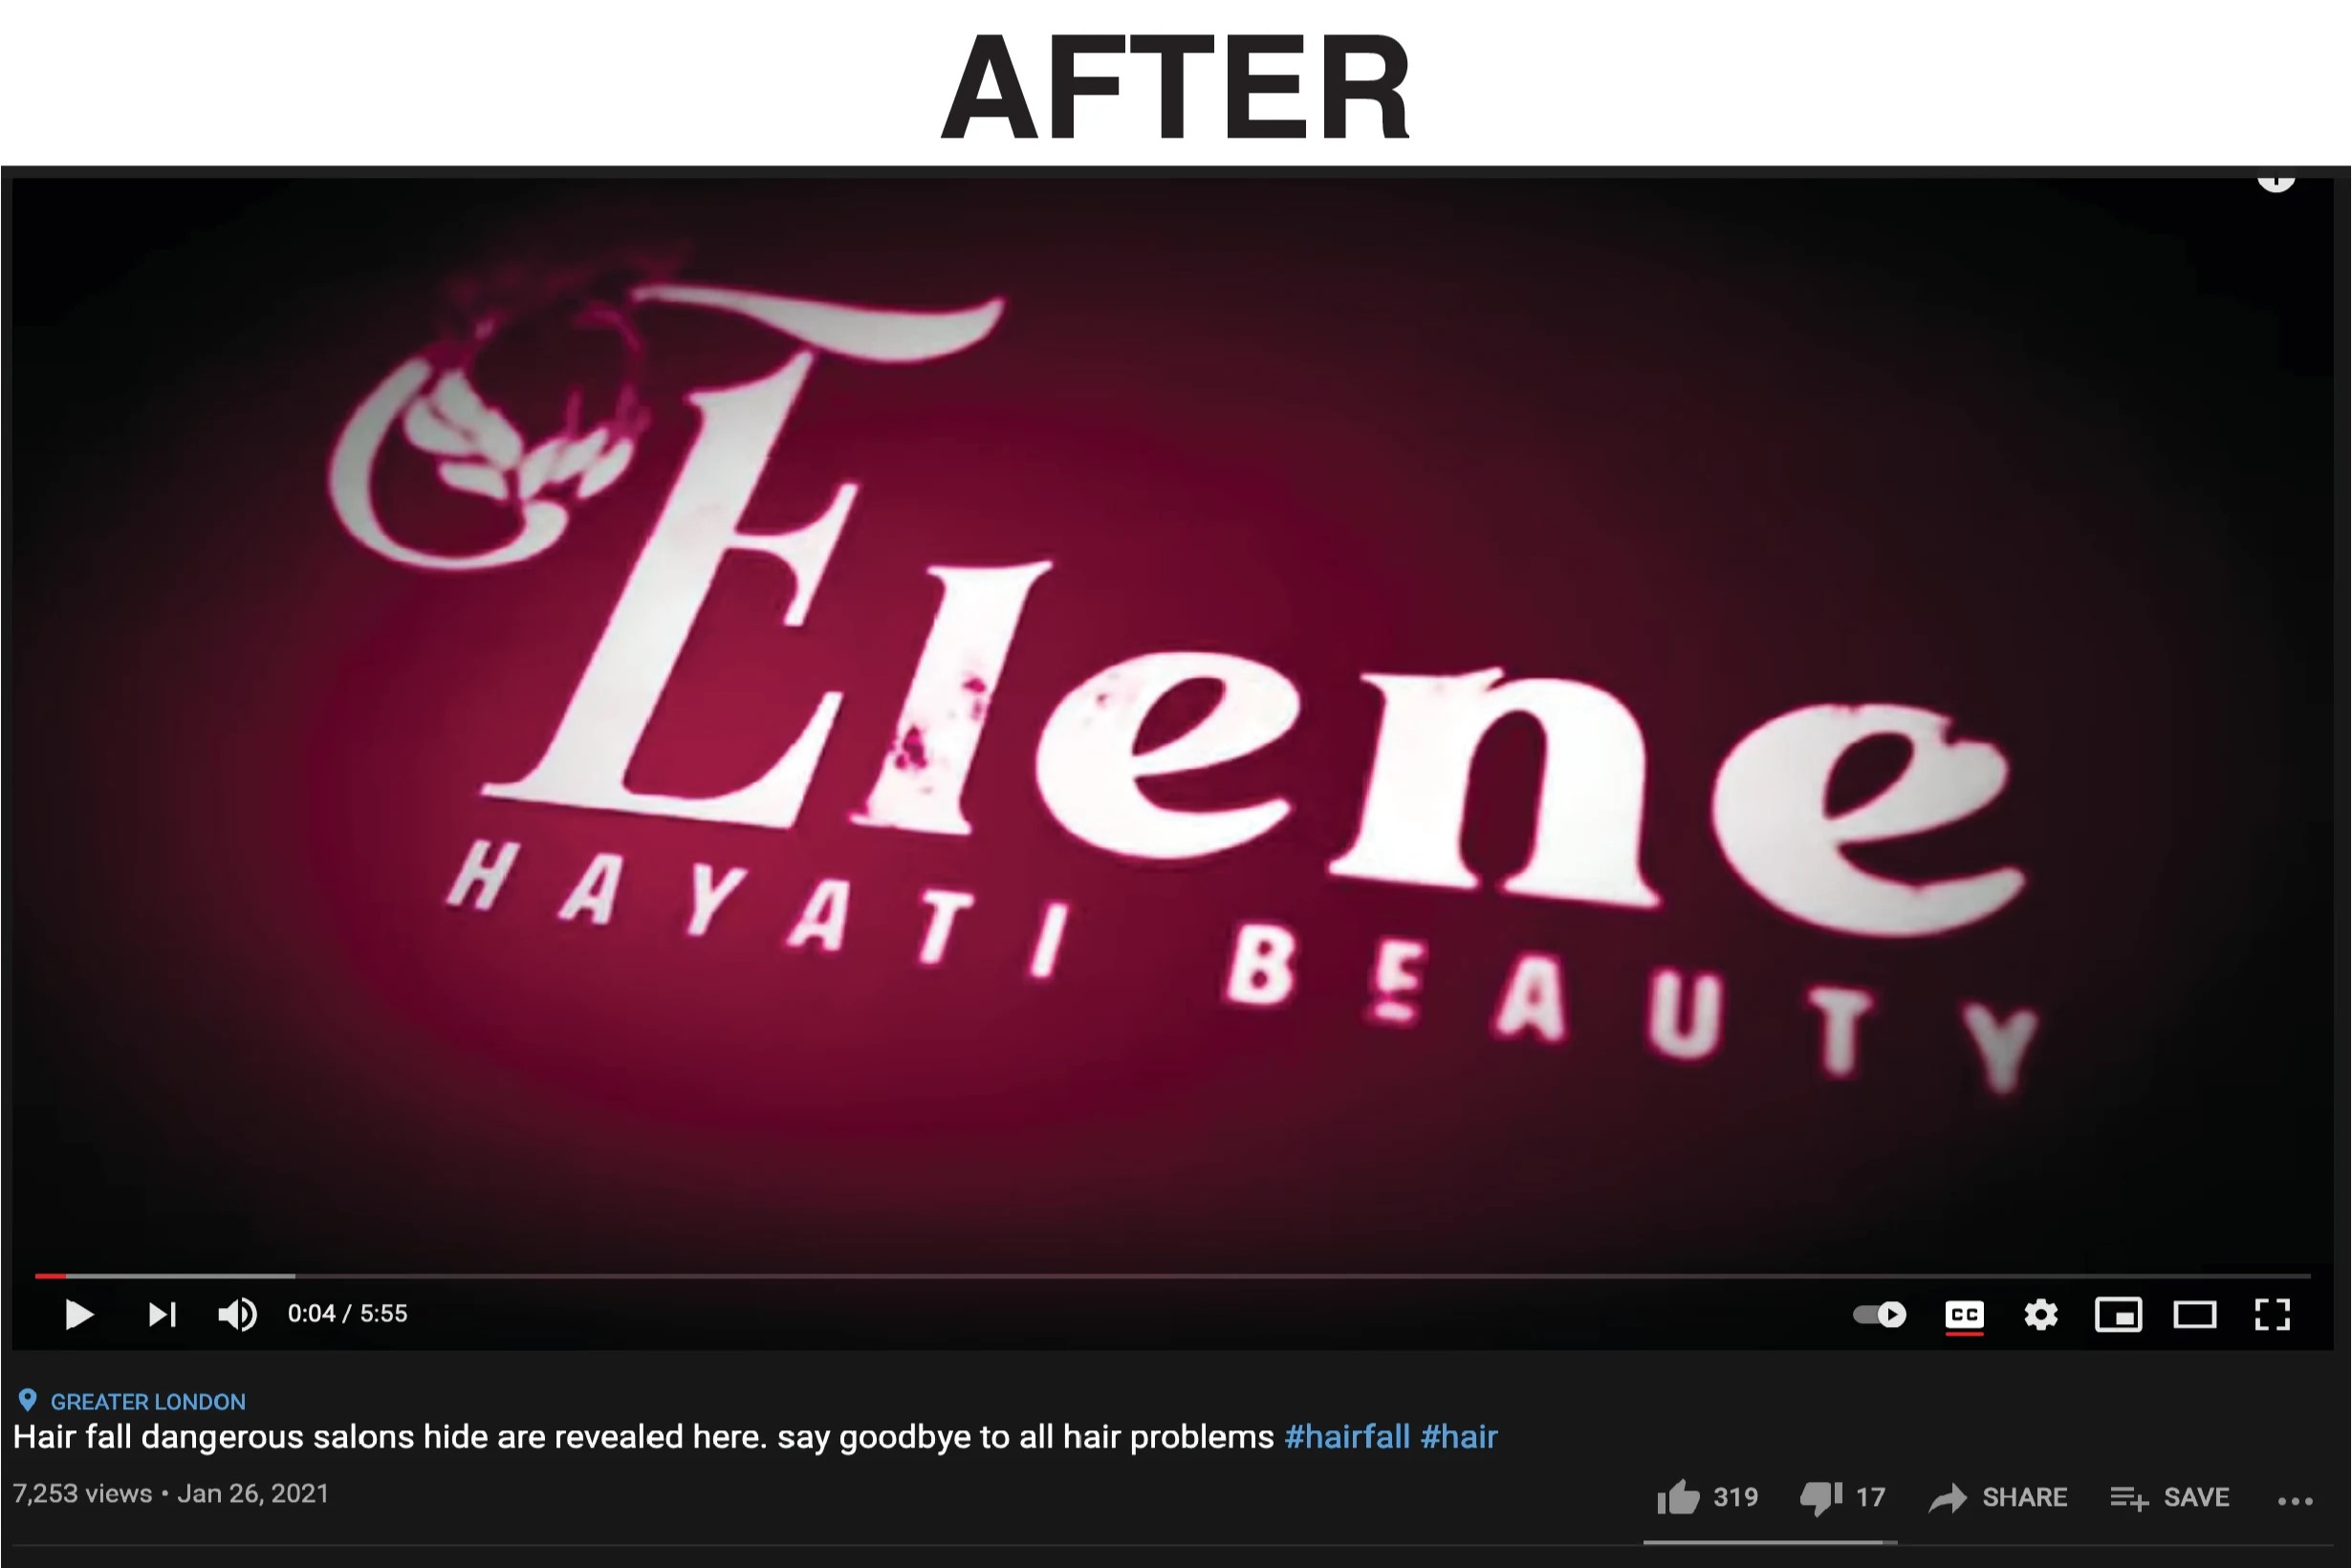 AFTER
Elene
HAYATI BEAUTY
0:04 / 5:55
CC
GREATER LONDON
Hair fall dangerous salons hide are revealed here. say goodbye to all hair problems #hairfall #hair
7,253 views • Jan 26, 2021
319 17 SHARE SAVE